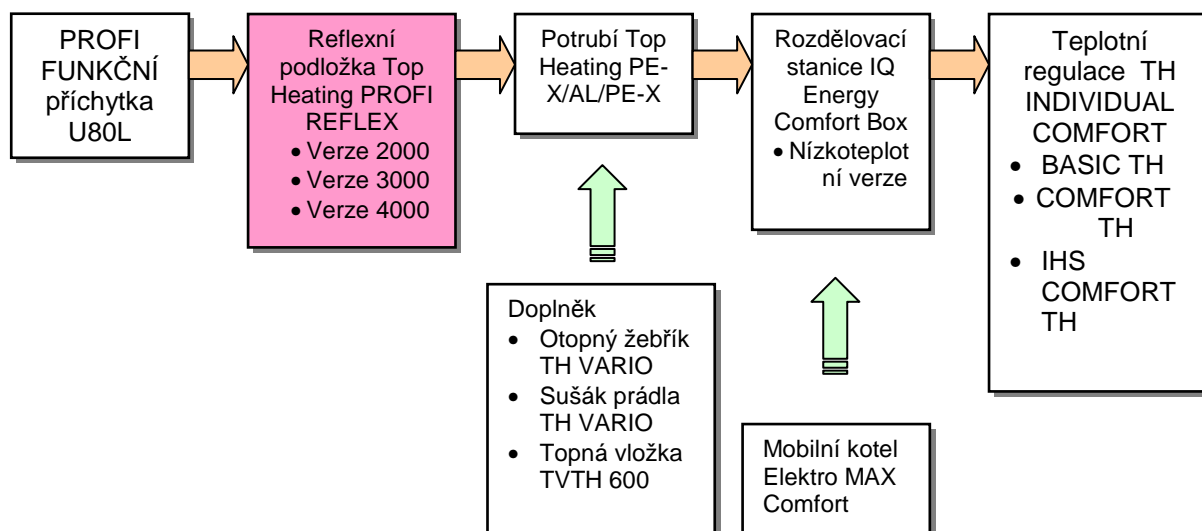 PROFI
FUNKČNÍ
příchytka
U80L
Reflexní
podložka Top
Heating PROFI
REFLEX
• Verze 2000
• Verze 3000
• Verze 4000
Potrubí Top
Heating PE-
X/AL/PE-X
Rozdělovací
stanice IQ
Energy
Comfort Box
• Nízkoteplot
ní verze
Teplotní
regulace TH
INDIVIDUAL
COMFORT
• BASIC TH
• COMFORT
TH
• IHS
COMFORT
TH
Doplněk
• Otopný žebřík
TH VARIO
• Sušák prádla
TH VARIO
• Topná vložka
TVTH 600
Mobilní kotel
Elektro MAX
Comfort